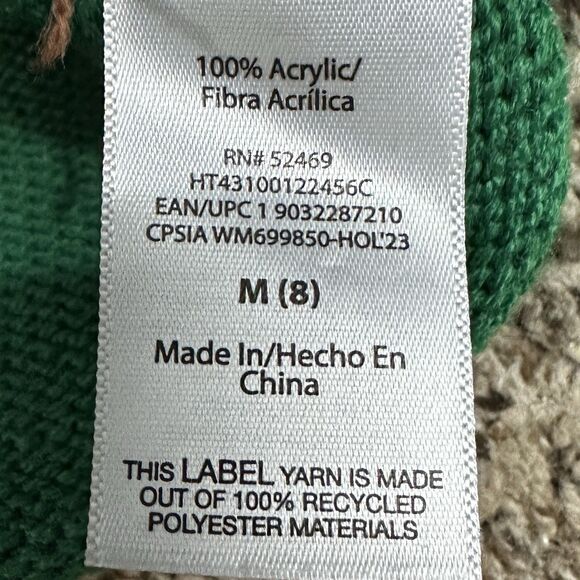 100% Acrylic/
Fibra Acrílica
RN# 52469
HT43100122456C
EAN/UPC 1 9032287210
CPSIA WM699850-HOL'23
M (8)
Made In/Hecho En
China
THIS LABEL YARN IS MADE
OUT OF 100% RECYCLED
POLYESTER MATERIALS